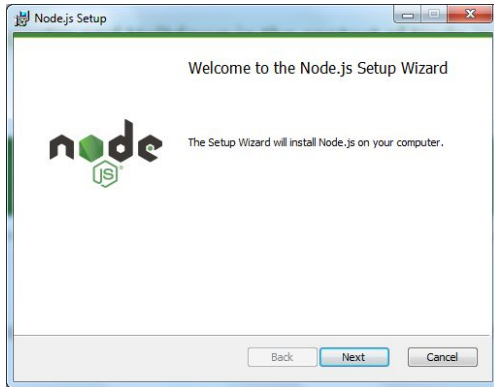 Node.js Setup
Welcome to the Node.js Setup Wizard
node
JS
The Setup Wizard will install Node.js on your computer.
Back Next Cancel